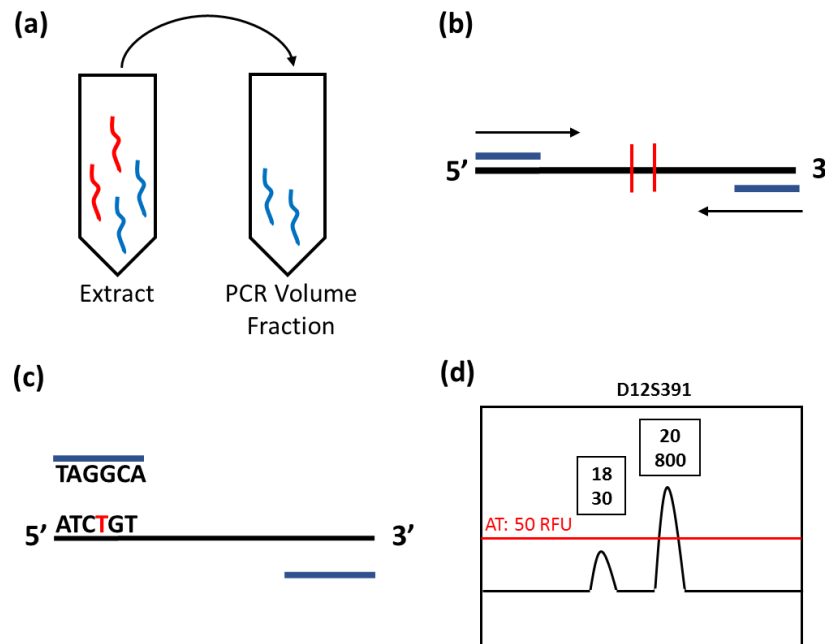 (a)
Extract
PCR Volume
Fraction
(b)
5’
3
(c)
TAGGCA
ATCTGT
5’
3’
(d)
D12S391
18
30
20
800
AT: 50 RFU